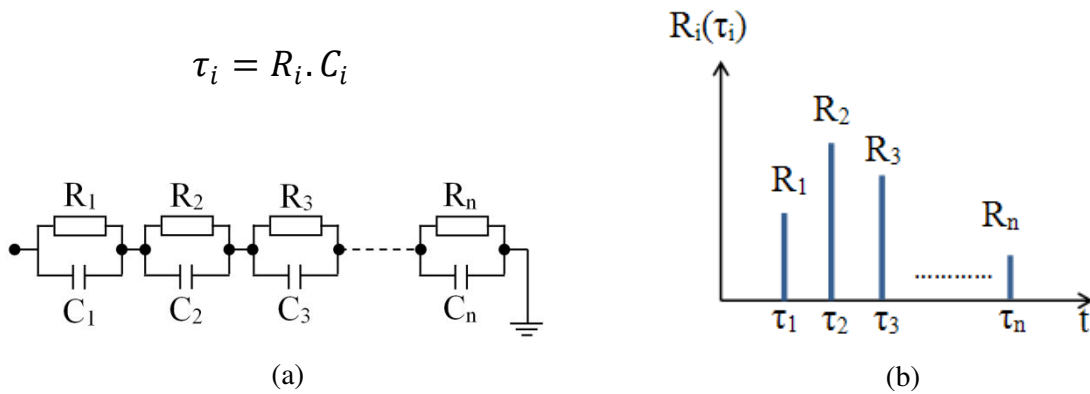 τᵢ = Rᵢ. Cᵢ
R₁ R₂ R₃ Rₙ
C₁ C₂ C₃ Cₙ
(a)
Rᵢ(τᵢ)
R₁ R₂ R₃ ............ Rₙ
τ₁ τ₂ τ₃ τₙ t
(b)